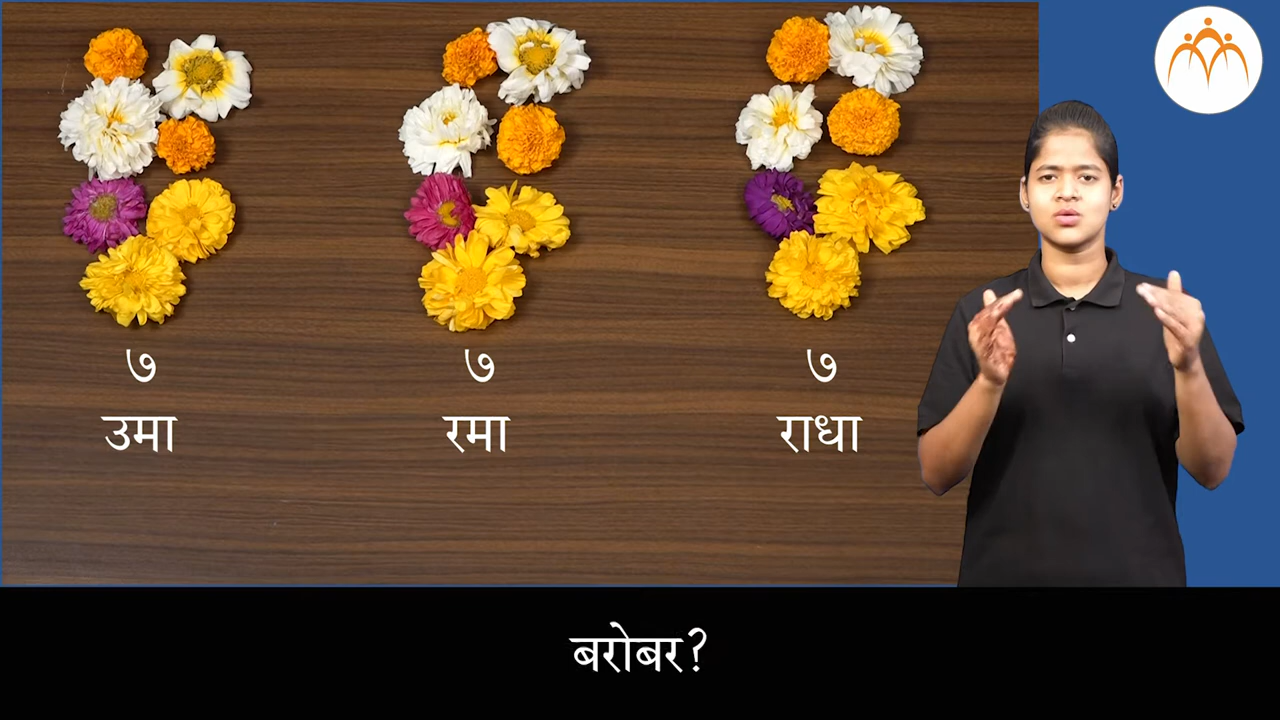 ७ ७ ७
उमा रमा राधा
बरोबर?